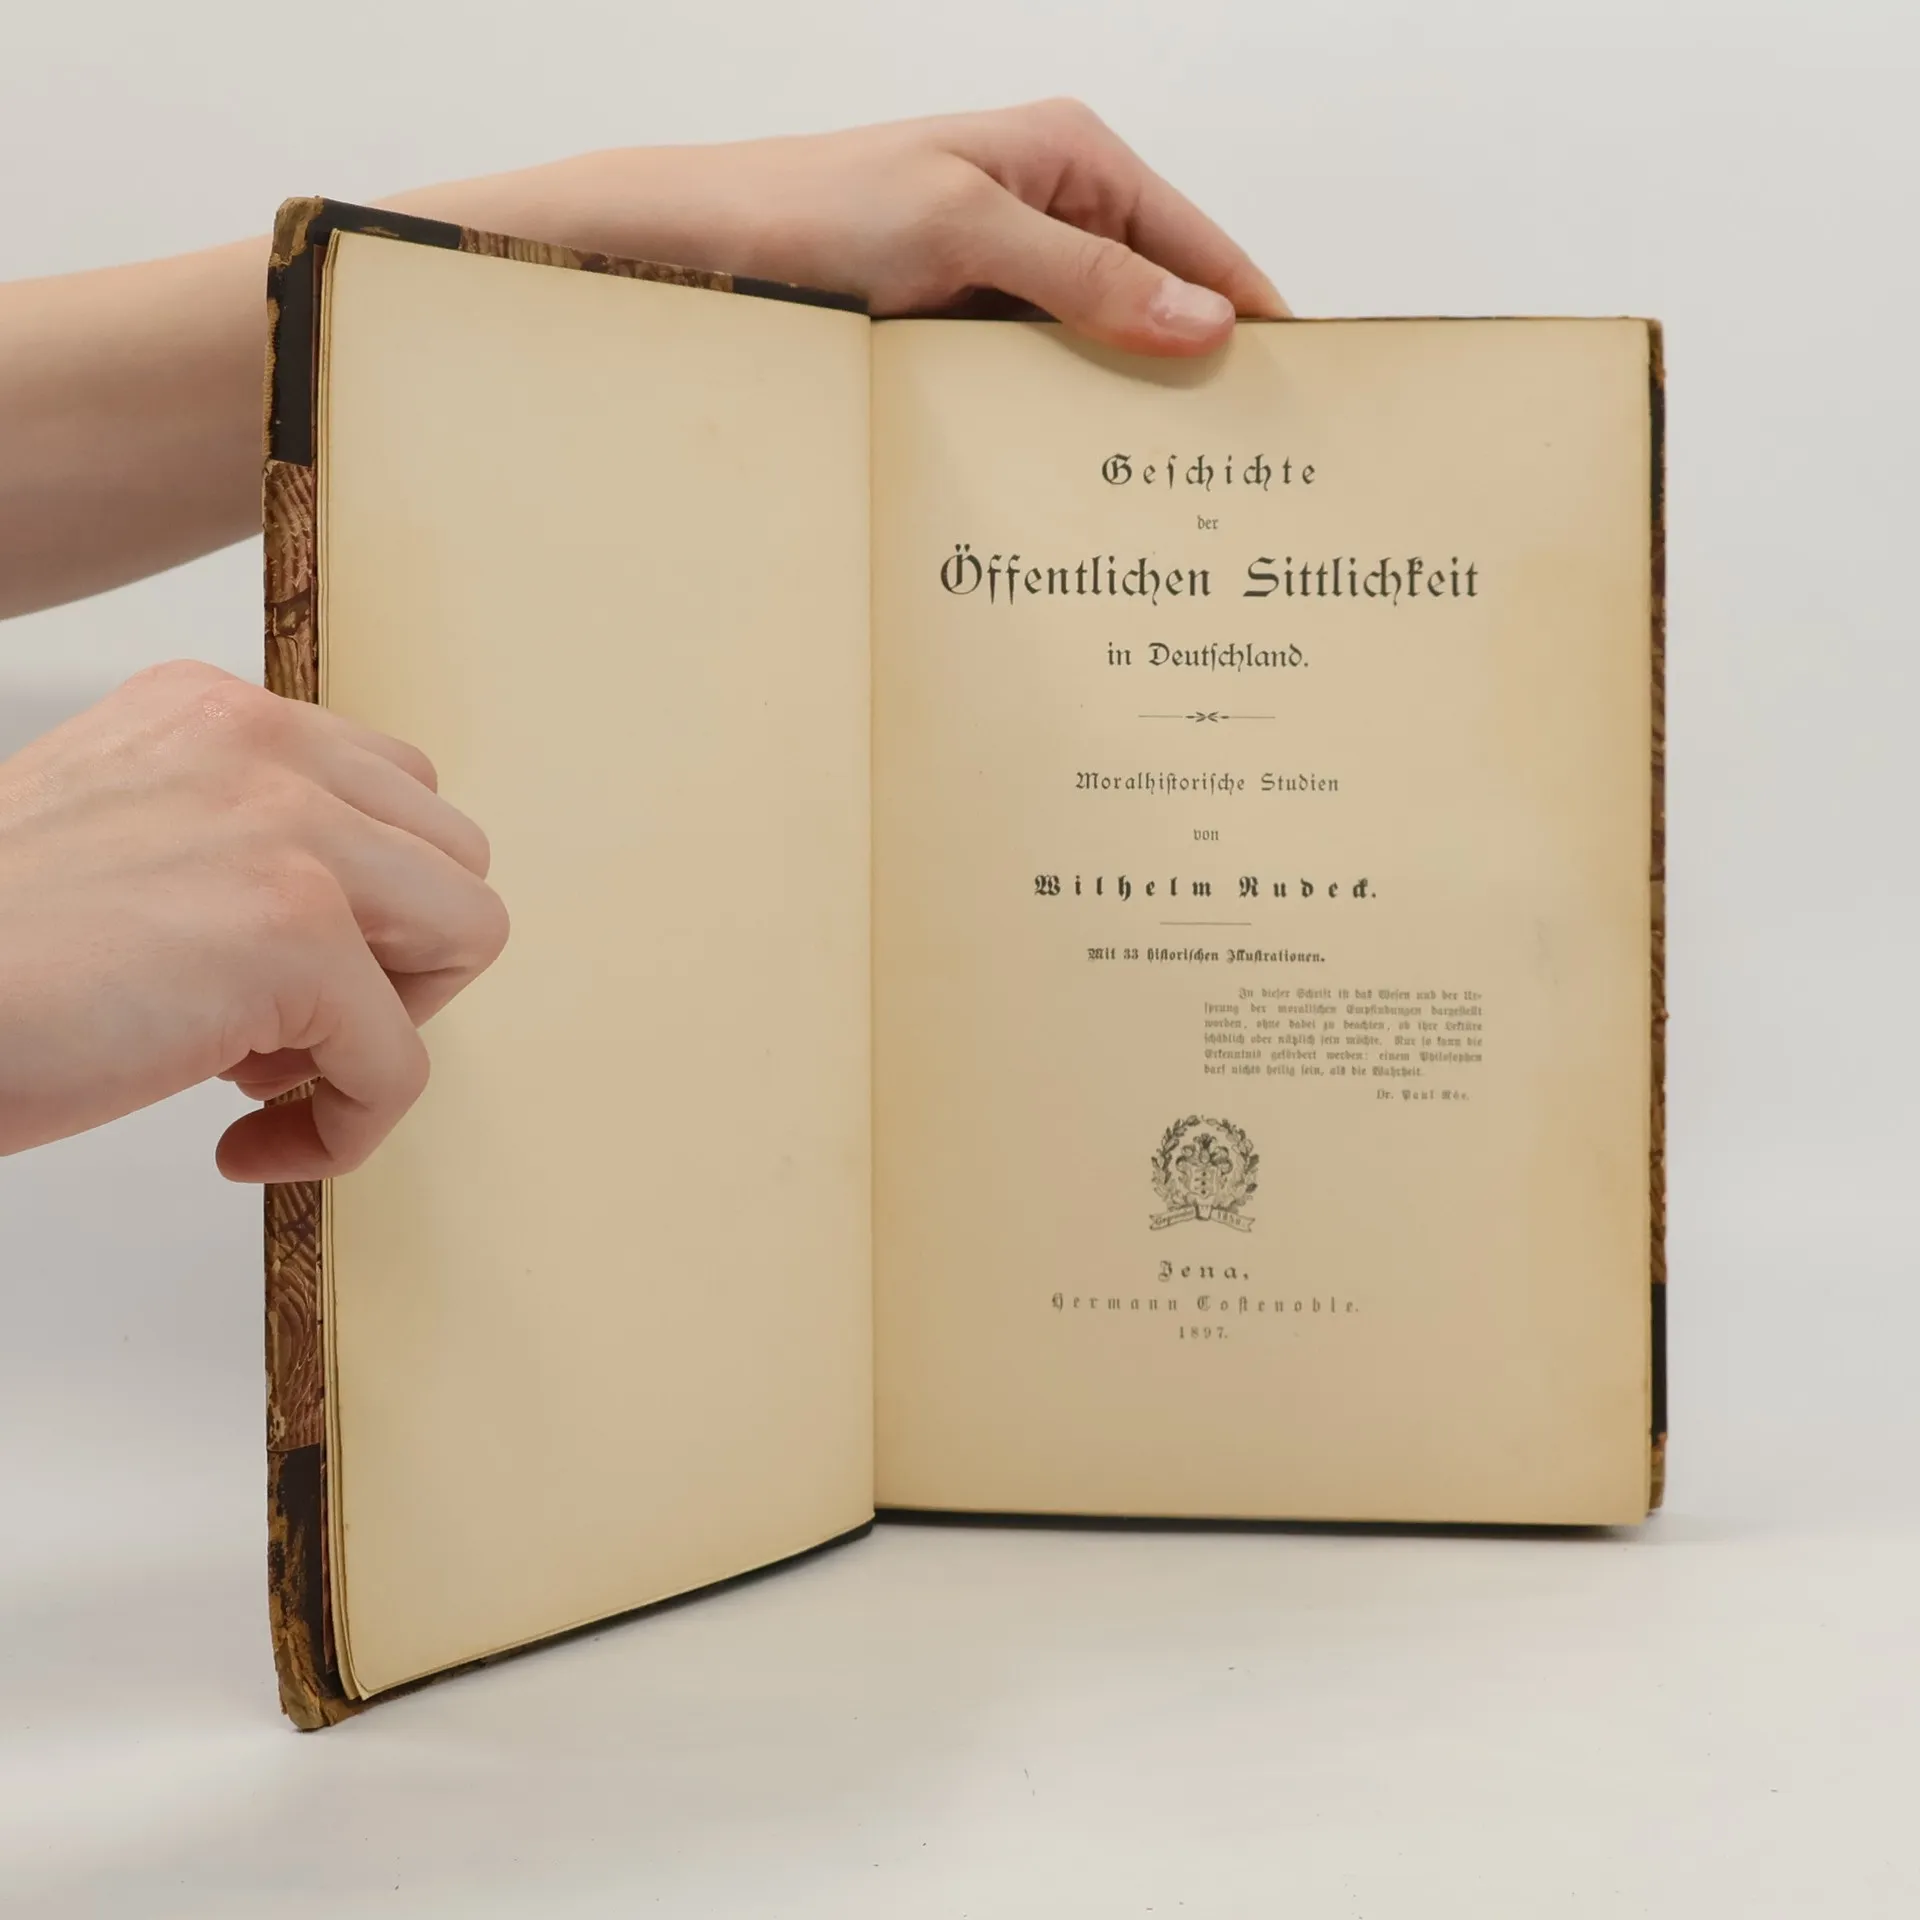 Geſchichte
der
Öffentlichen Sittlichkeit
in Deutſchland.
Moralhiſtoriſche Studien
von
Wilhelm Rudeck.
Mit 33 hiſtoriſchen Illuſtrationen.
In dieſer Schrift iſt das Weſen und der Ur-
ſprung der moraliſchen Empfindungen dargeſtellt
worden, ohne dabei zu beachten, ob ihre Lektüre
ſchädlich oder nützlich ſein möchte. Nur ſo kann die
Erkenntnis gefördert werden: einem Philoſophen
darf nichts heilig ſein, als die Wahrheit.
Dr. Paul Rée.
Gegründet 1850.
Jena,
Hermann Coſtenoble.
1897.